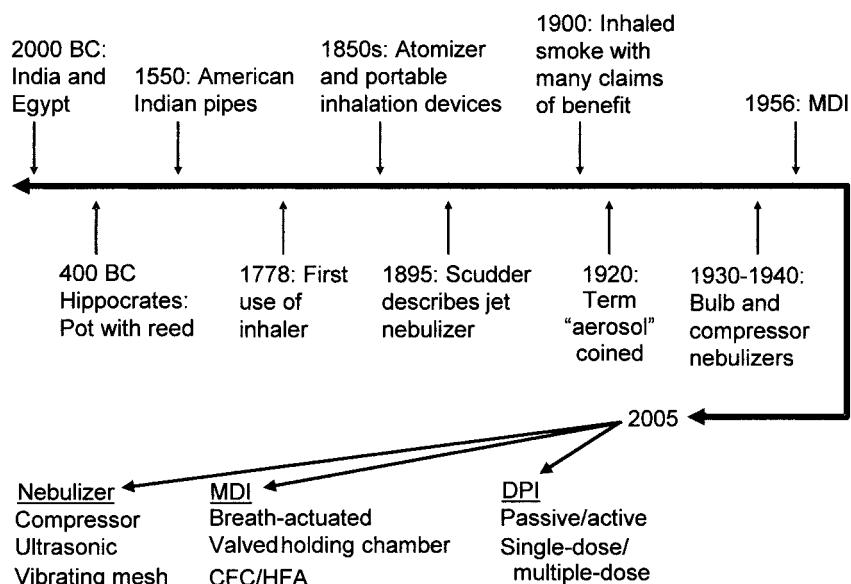 2000 BC:
India and
Egypt
1550: American
Indian pipes
1850s: Atomizer
and portable
inhalation devices
1900: Inhaled
smoke with
many claims
of benefit
1956: MDI
400 BC
Hippocrates:
Pot with reed
1778: First
use of
inhaler
1895: Scudder
describes jet
nebulizer
1920:
Term
“aerosol”
coined
1930-1940:
Bulb and
compressor
nebulizers
2005
Nebulizer
Compressor
Ultrasonic
Vibrating mesh
MDI
Breath-actuated
Valved holding chamber
CFC/HFA
DPI
Passive/active
Single-dose/
multiple-dose